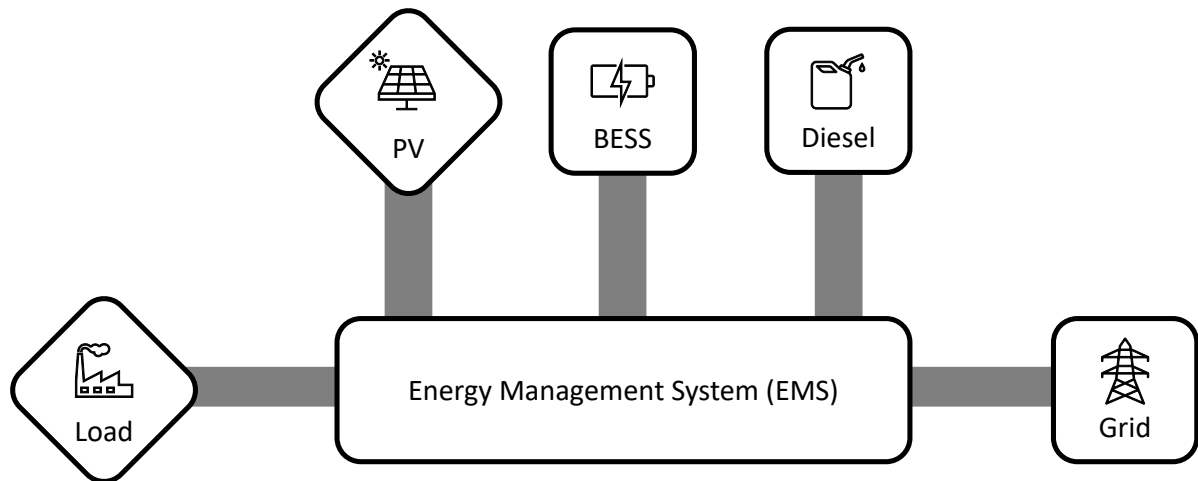 PV
BESS
Diesel
Load
Energy Management System (EMS)
Grid